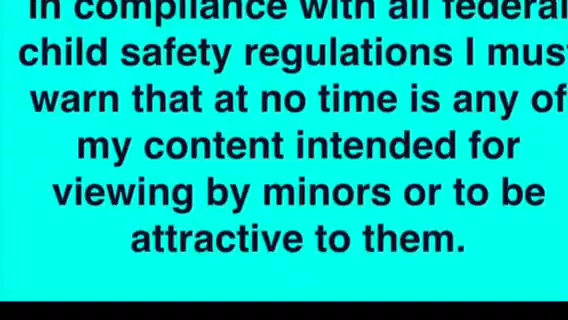 In compliance with all federal
child safety regulations I must
warn that at no time is any of
my content intended for
viewing by minors or to be
attractive to them.